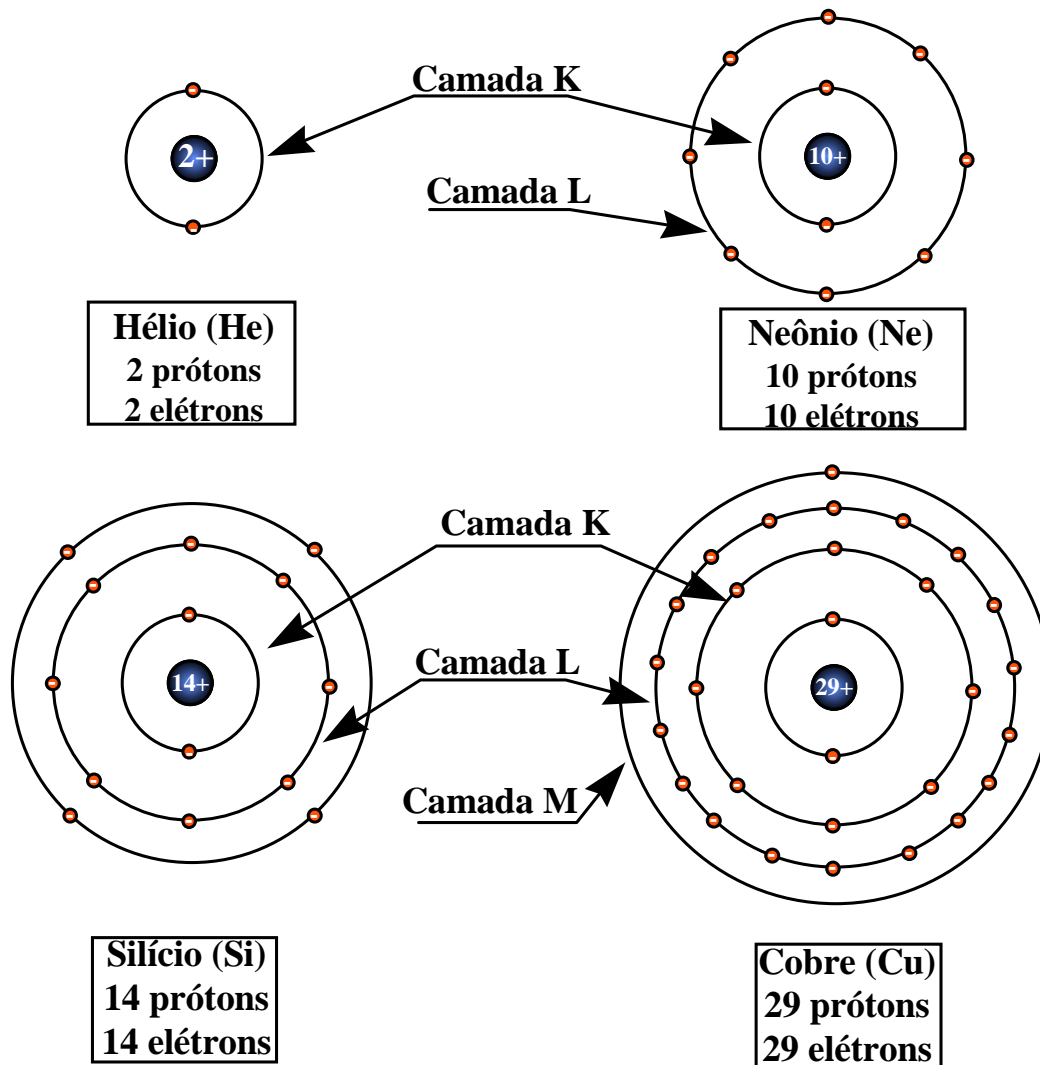 Camada K
2+
10+
Camada L
Hélio (He)
2 prótons
2 elétrons
Neônio (Ne)
10 prótons
10 elétrons
Camada K
14+
Camada L
29+
Camada M
Silício (Si)
14 prótons
14 elétrons
Cobre (Cu)
29 prótons
29 elétrons